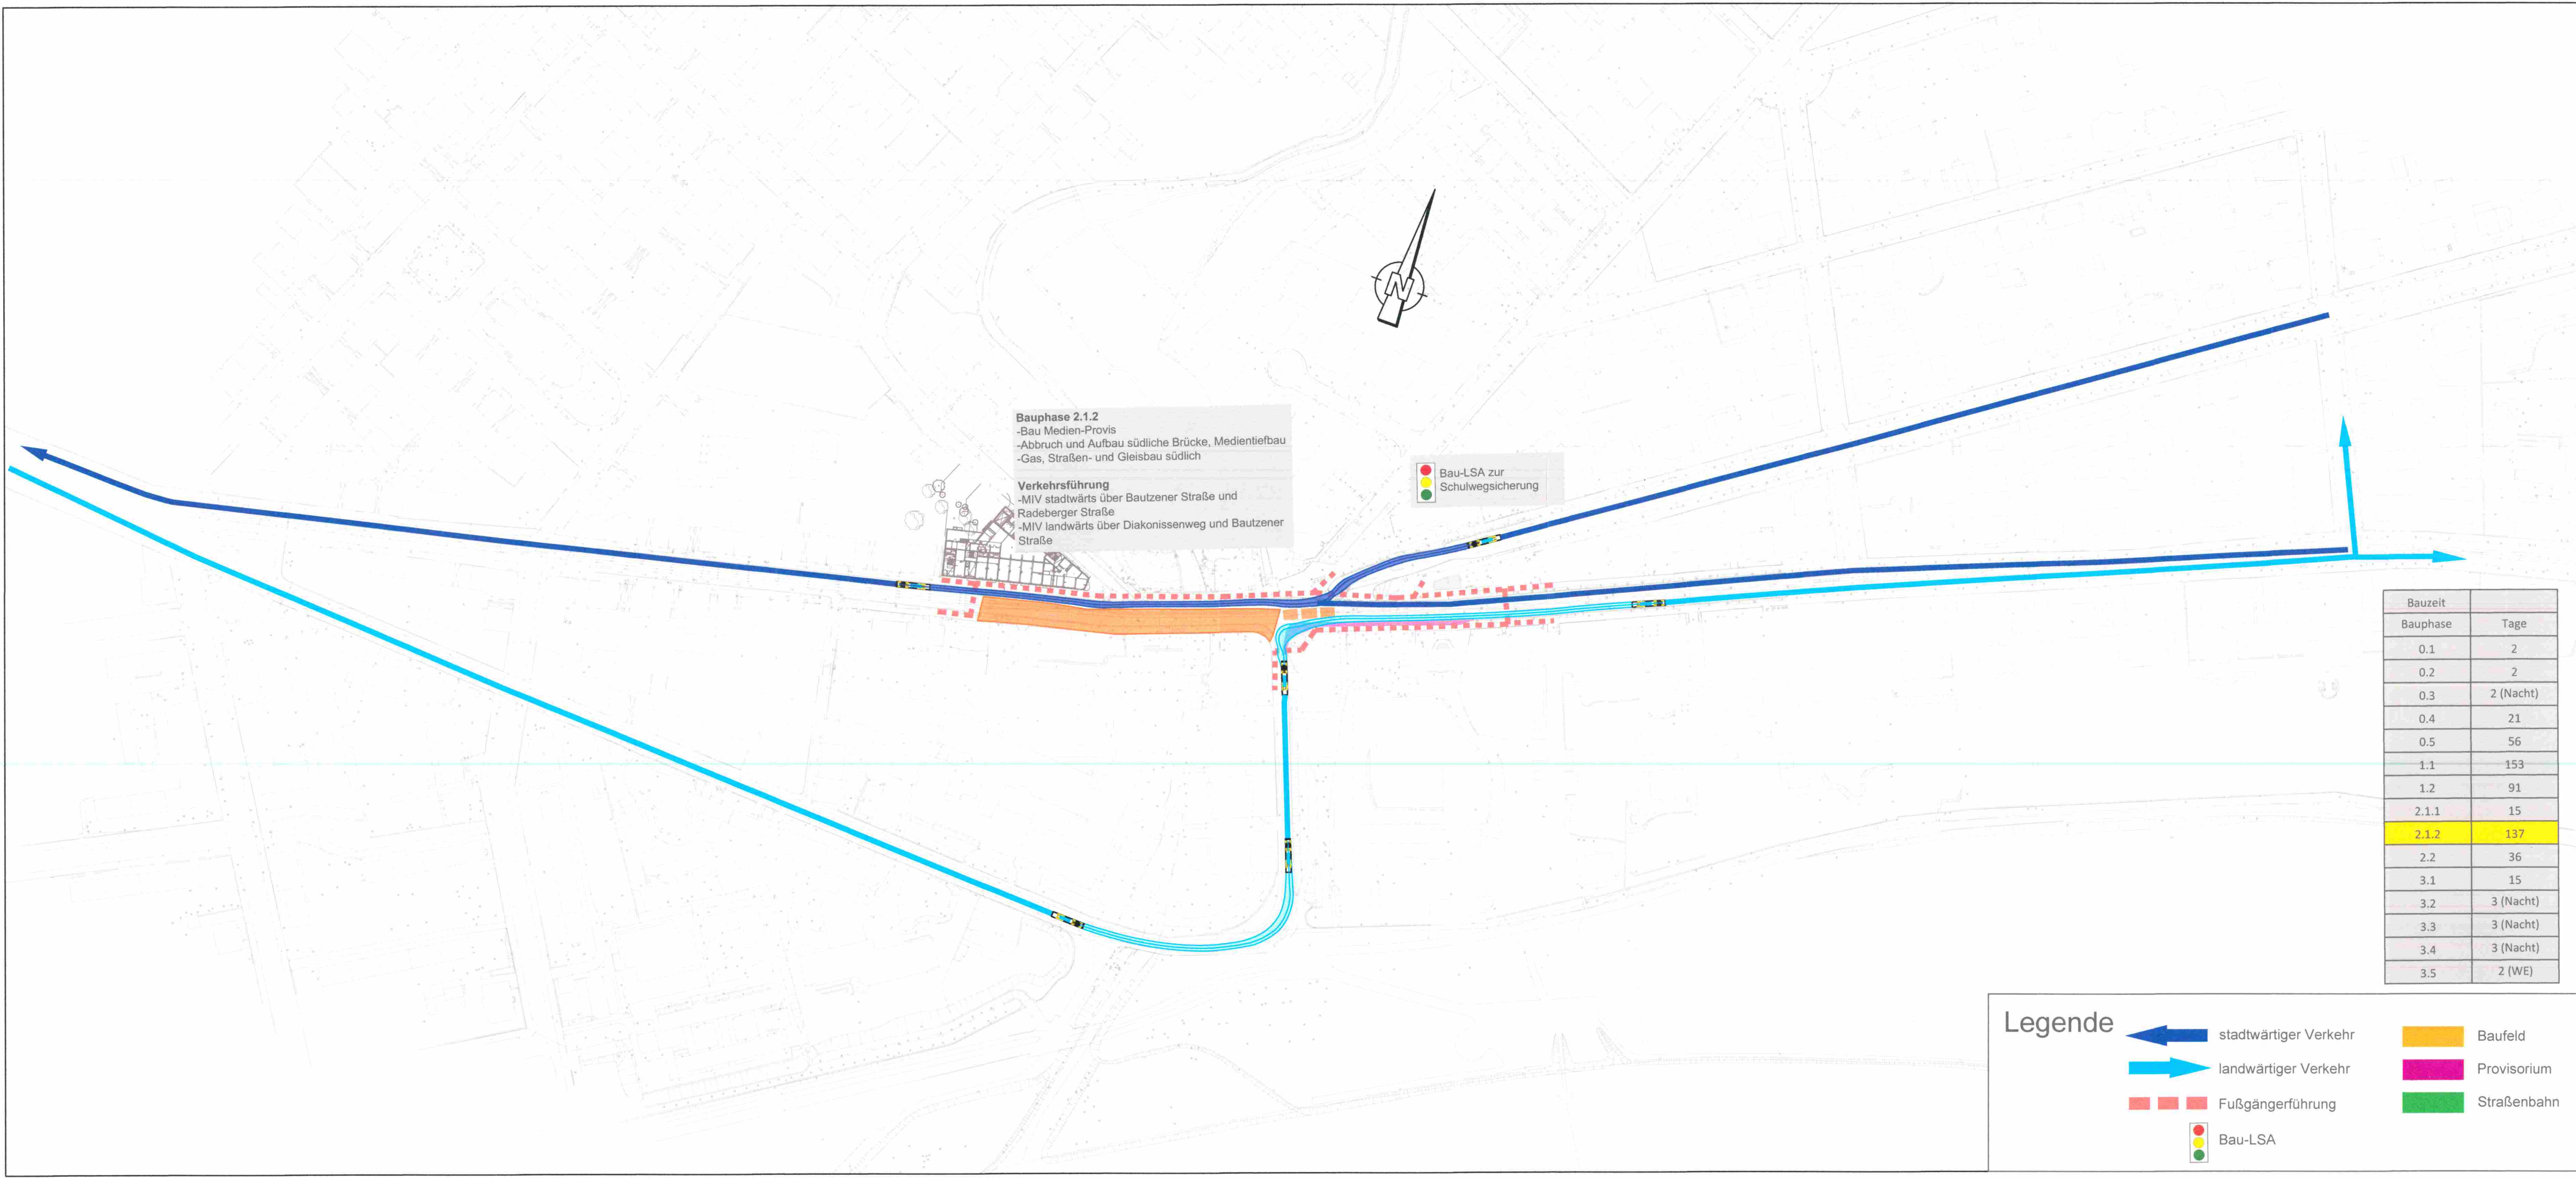 Bauphase 2.1.2
-Bau Medien-Provis
-Abbruch und Aufbau südliche Brücke, Medientiefbau
-Gas, Straßen- und Gleisbau südlich
Verkehrsführung
-MIV stadtwärts über Bautzener Straße und
Radeberger Straße
-MIV landwärts über Diakonissenweg und Bautzener
Straße
Bau-LSA zur
Schulwegsicherung
N
Bauzeit
Bauphase Tage
0.1 2
0.2 2
0.3 2 (Nacht)
0.4 21
0.5 56
1.1 153
1.2 91
2.1.1 15
2.1.2 137
2.2 36
3.1 15
3.2 3 (Nacht)
3.3 3 (Nacht)
3.4 3 (Nacht)
3.5 2 (WE)
Legende
stadtwärtiger Verkehr
landwärtiger Verkehr
Fußgängerführung
Bau-LSA
Baufeld
Provisorium
Straßenbahn